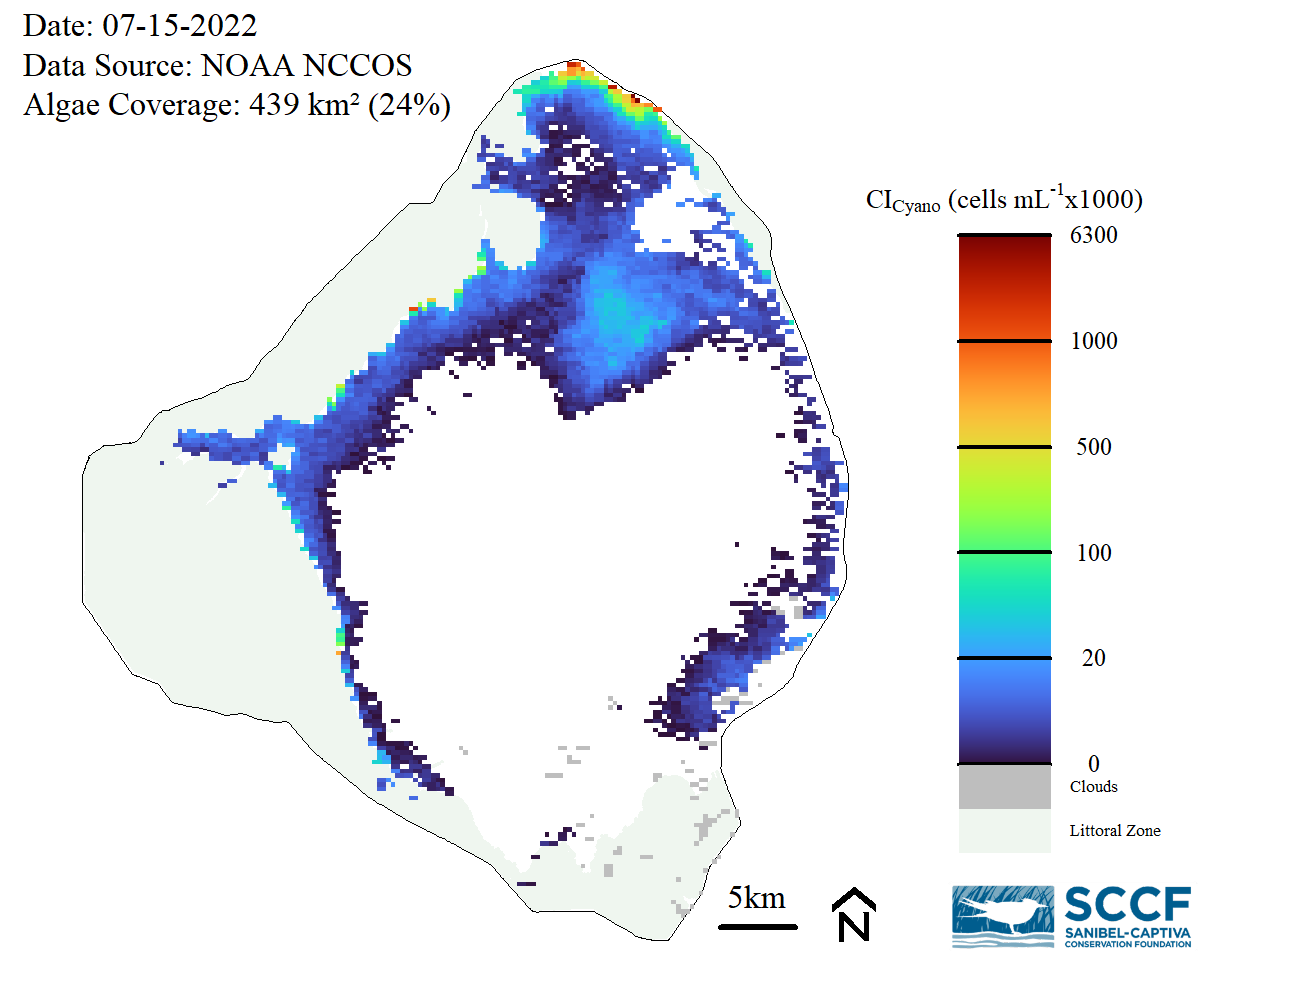 Date: 07-15-2022
Data Source: NOAA NCCOS
Algae Coverage: 439 km² (24%)
CICyano (cells mL-1x1000)
6300
1000
500
100
20
0
Clouds
Littoral Zone
5km
N
SCCF
SANIBEL-CAPTIVA
CONSERVATION FOUNDATION